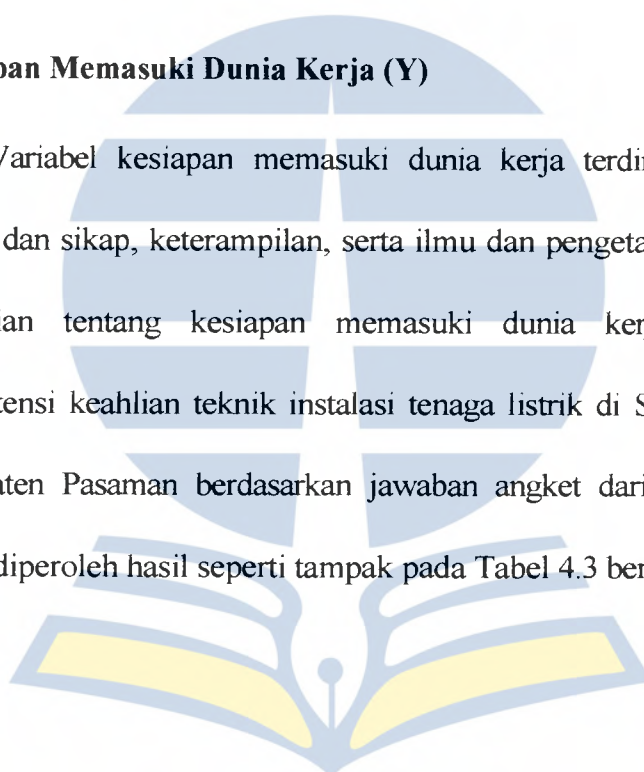 pan Memasuki Dunia Kerja (Y)
Variabel kesiapan memasuki dunia kerja terdir
dan sikap, keterampilan, serta ilmu dan pengeta
ian tentang kesiapan memasuki dunia ker
tensi keahlian teknik instalasi tenaga listrik di S
aten Pasaman berdasarkan jawaban angket dari
diperoleh hasil seperti tampak pada Tabel 4.3 ber